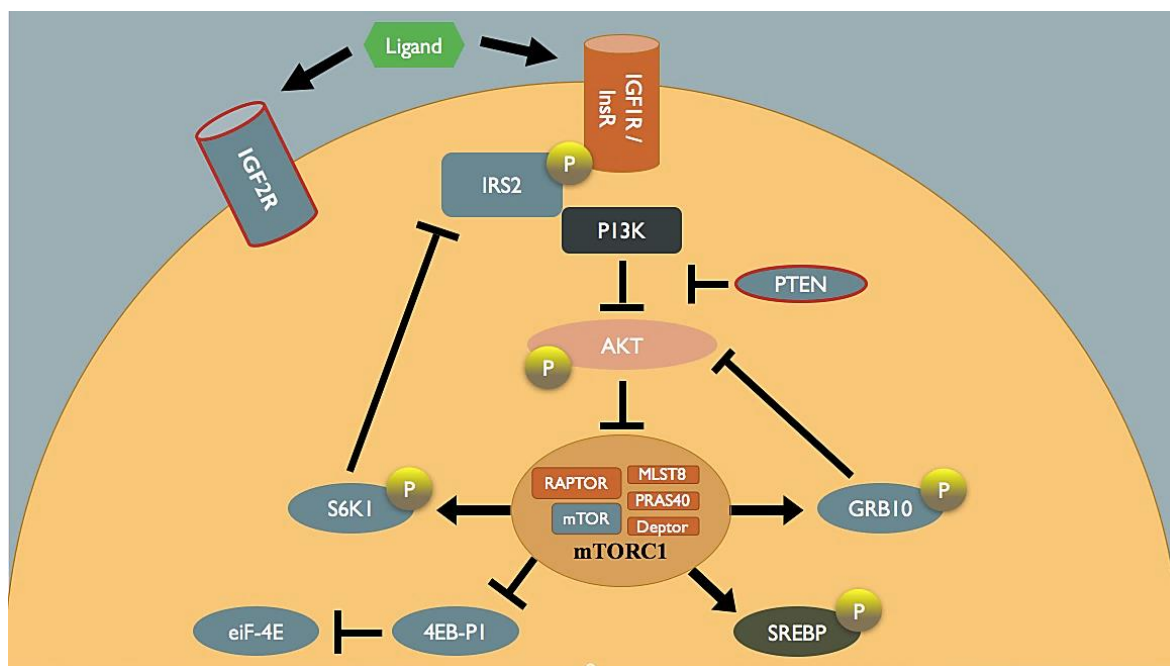 Ligand
IGF1R /
InsR
IGF2R
P
IRS2
PI3K
PTEN
AKT
P
RAPTOR
MLST8
PRAS40
mTOR
Deptor
mTORC1
S6K1
P
GRB10
P
eiF-4E
4EB-P1
SREBP
P